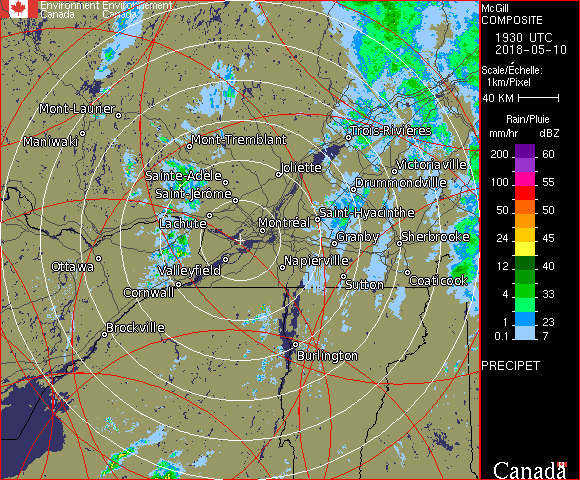 Environment Environnement
Canada Canada
McGill
COMPOSITE
1930 UTC
2018-05-10
Scale/Échelle:
1km/Pixel
40 KM
Rain/Pluie
mm/hr dBZ
200 60
100 55
50 50
24 45
12 40
4 33
1 23
0.1 7
PRECIPET
Canada
Mont-Laurier
Maniwaki
Mont-Tremblant
Trois-Rivières
Joliette
Victoriaville
Sainte-Adèle
Drummondville
Saint-Jérôme
Lachute
Saint-Hyacinthe
Montréal
Granby
Sherbrooke
Ottawa
Valleyfield
Napierville
Cornwall
Sutton
Coaticook
Brockville
Burlington